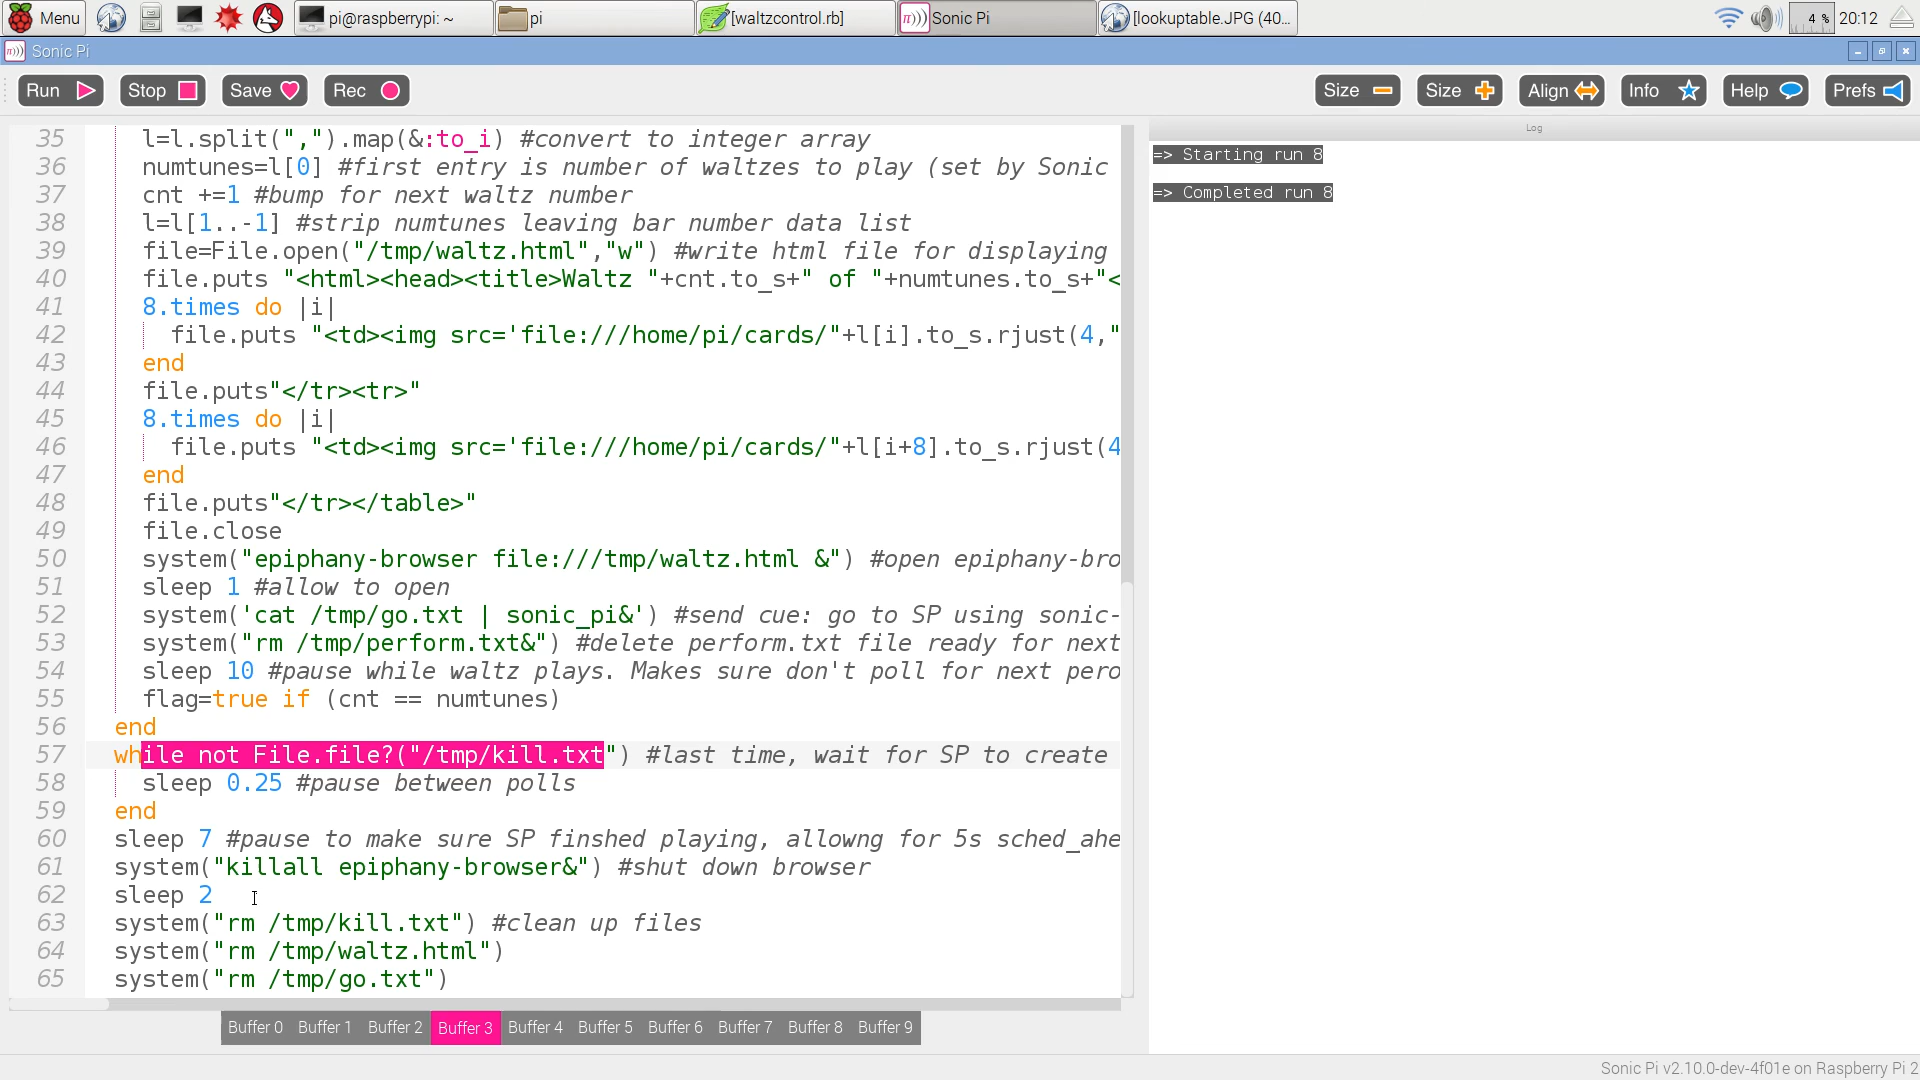 Menu
pi@raspberrypi: ~
pi
[waltzcontrol.rb]
π))) Sonic Pi
[lookuptable.JPG (40...
4 %
20:12
π))) Sonic Pi
Run
Stop
Save
Rec
Size
Size
Align
Info
Help
Prefs
35 l=l.split(",").map(&:to_i) #convert to integer array
36 numtunes=l[0] #first entry is number of waltzes to play (set by Sonic
37 cnt +=1 #bump for next waltz number
38 l=l[1..-1] #strip numtunes leaving bar number data list
39 file=File.open("/tmp/waltz.html","w") #write html file for displaying
40 file.puts "<html><head><title>Waltz "+cnt.to_s+" of "+numtunes.to_s+"<
41 8.times do |i|
42 file.puts "<td><img src='file:///home/pi/cards/"+l[i].to_s.rjust(4,"
43 end
44 file.puts"</tr><tr>"
45 8.times do |i|
46 file.puts "<td><img src='file:///home/pi/cards/"+l[i+8].to_s.rjust(4
47 end
48 file.puts"</tr></table>"
49 file.close
50 system("epiphany-browser file:///tmp/waltz.html &") #open epiphany-bro
51 sleep 1 #allow to open
52 system('cat /tmp/go.txt | sonic_pi&') #send cue: go to SP using sonic-
53 system("rm /tmp/perform.txt&") #delete perform.txt file ready for next
54 sleep 10 #pause while waltz plays. Makes sure don't poll for next pero
55 flag=true if (cnt == numtunes)
56 end
57 while not File.file?("/tmp/kill.txt") #last time, wait for SP to create
58 sleep 0.25 #pause between polls
59 end
60 sleep 7 #pause to make sure SP finshed playing, allowng for 5s sched_ahe
61 system("killall epiphany-browser&") #shut down browser
62 sleep 2
63 system("rm /tmp/kill.txt") #clean up files
64 system("rm /tmp/waltz.html")
65 system("rm /tmp/go.txt")
Log
=> Starting run 8
=> Completed run 8
Buffer 0 Buffer 1 Buffer 2 Buffer 3 Buffer 4 Buffer 5 Buffer 6 Buffer 7 Buffer 8 Buffer 9
Sonic Pi v2.10.0-dev-4f01e on Raspberry Pi 2